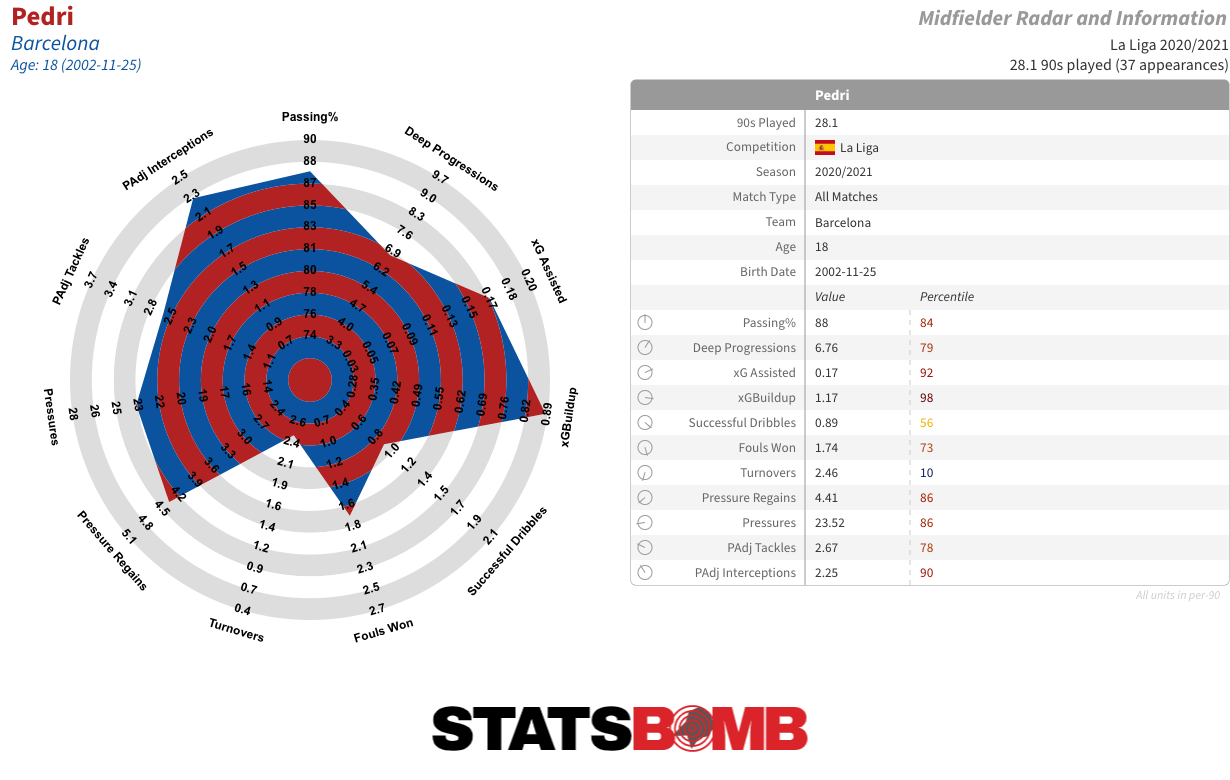 Pedri
Barcelona
Age: 18 (2002-11-25)
Midfielder Radar and Information
La Liga 2020/2021
28.1 90s played (37 appearances)
Passing%
90
88
87
85
83
81
80
78
76
74
Deep Progressions
9.7
9.0
8.3
7.6
6.9
6.2
5.4
4.7
4.0
3.3
xG Assisted
0.20
0.18
0.17
0.15
0.13
0.11
0.09
0.07
0.05
0.03
xGBuildup
0.89
0.82
0.76
0.69
0.62
0.55
0.49
0.42
0.35
0.28
Successful Dribbles
2.1
1.9
1.7
1.5
1.4
1.2
1.0
0.8
0.6
0.4
Fouls Won
2.7
2.5
2.3
2.1
1.8
1.6
1.4
1.2
1.0
0.7
Turnovers
0.4
0.7
0.9
1.2
1.4
1.6
1.9
2.1
2.4
2.6
Pressure Regains
5.1
4.8
4.5
4.2
3.9
3.6
3.3
3.0
2.7
2.4
Pressures
28
26
25
23
22
20
19
17
16
14
PAdj Tackles
3.7
3.4
3.1
2.8
2.5
2.3
2.0
1.7
1.4
1.1
PAdj Interceptions
2.5
2.3
2.1
1.9
1.7
1.5
1.3
1.1
0.9
0.7
Pedri
90s Played 28.1
Competition La Liga
Season 2020/2021
Match Type All Matches
Team Barcelona
Age 18
Birth Date 2002-11-25
Value Percentile
Passing% 88 84
Deep Progressions 6.76 79
xG Assisted 0.17 92
xGBuildup 1.17 98
Successful Dribbles 0.89 56
Fouls Won 1.74 73
Turnovers 2.46 10
Pressure Regains 4.41 86
Pressures 23.52 86
PAdj Tackles 2.67 78
PAdj Interceptions 2.25 90
All units in per-90
STATSBOMB